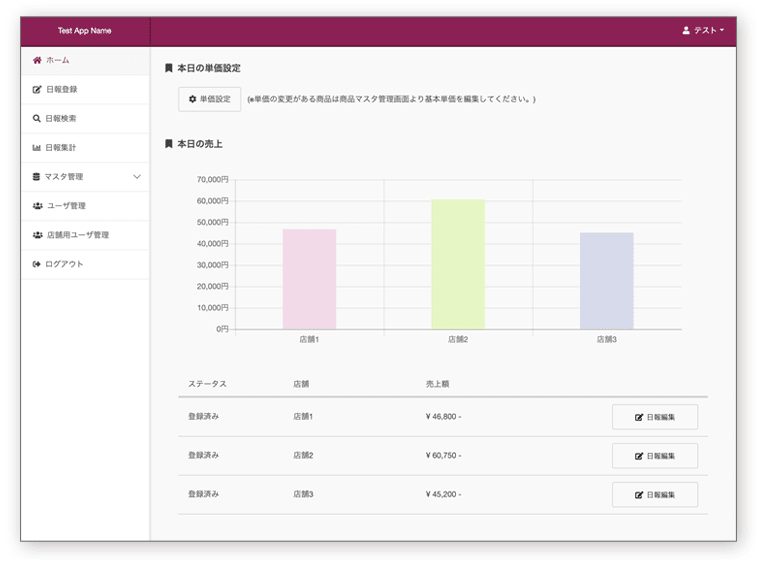 Test App Name
テスト
ホーム
日報登録
日報検索
日報集計
マスタ管理
ユーザ管理
店舗用ユーザ管理
ログアウト
本日の単価設定
単価設定 (※単価の変更がある商品は商品マスタ管理画面より基本単価を編集してください。)
本日の売上
70,000円
60,000円
50,000円
40,000円
30,000円
20,000円
10,000円
0円
店舗1 店舗2 店舗3
ステータス 店舗 売上額
登録済み 店舗1 ¥ 46,800 - 日報編集
登録済み 店舗2 ¥ 60,750 - 日報編集
登録済み 店舗3 ¥ 45,200 - 日報編集